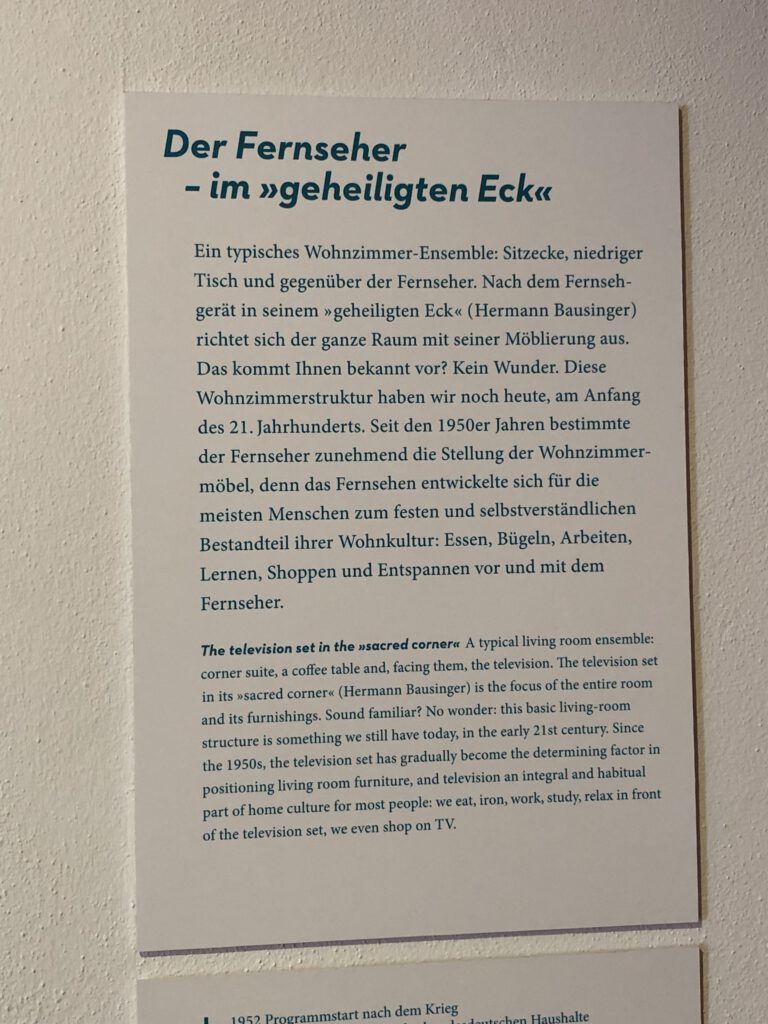 Der Fernseher
– im »geheiligten Eck«
Ein typisches Wohnzimmer-Ensemble: Sitzecke, niedriger
Tisch und gegenüber der Fernseher. Nach dem Fernseh-
gerät in seinem »geheiligten Eck« (Hermann Bausinger)
richtet sich der ganze Raum mit seiner Möblierung aus.
Das kommt Ihnen bekannt vor? Kein Wunder. Diese
Wohnzimmerstruktur haben wir noch heute, am Anfang
des 21. Jahrhunderts. Seit den 1950er Jahren bestimmte
der Fernseher zunehmend die Stellung der Wohnzimmer-
möbel, denn das Fernsehen entwickelte sich für die
meisten Menschen zum festen und selbstverständlichen
Bestandteil ihrer Wohnkultur: Essen, Bügeln, Arbeiten,
Lernen, Shoppen und Entspannen vor und mit dem
Fernseher.
The television set in the »sacred corner« A typical living room ensemble:
corner suite, a coffee table and, facing them, the television. The television set
in its »sacred corner« (Hermann Bausinger) is the focus of the entire room
and its furnishings. Sound familiar? No wonder: this basic living-room
structure is something we still have today, in the early 21st century. Since
the 1950s, the television set has gradually become the determining factor in
positioning living room furniture, and television an integral and habitual
part of home culture for most people: we eat, iron, work, study, relax in front
of the television set, we even shop on TV.
1952 Programmstart nach dem Krieg
Haushalte